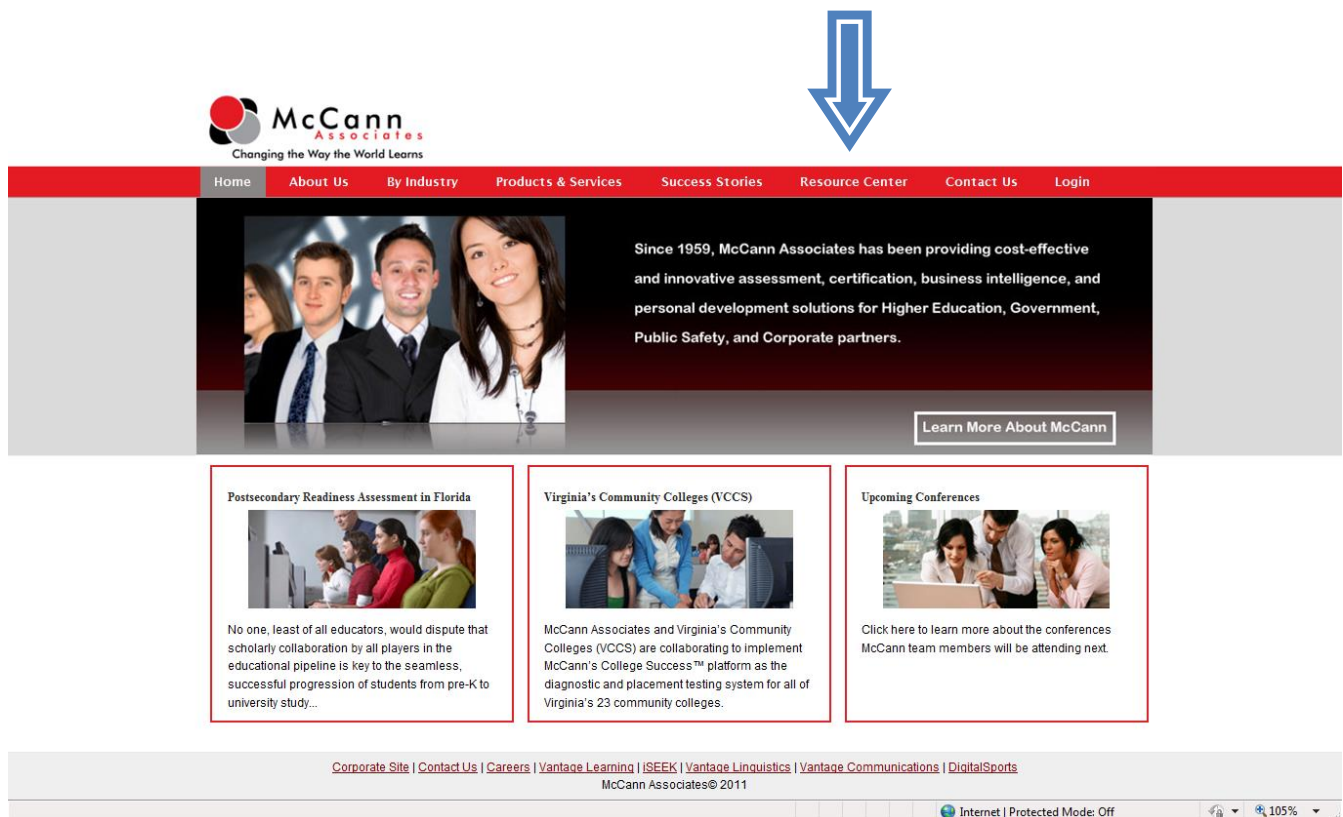 McCann
Associates
Changing the Way the World Learns
Home About Us By Industry Products & Services Success Stories Resource Center Contact Us Login
Since 1959, McCann Associates has been providing cost-effective
and innovative assessment, certification, business intelligence, and
personal development solutions for Higher Education, Government,
Public Safety, and Corporate partners.
Learn More About McCann
Postsecondary Readiness Assessment in Florida
No one, least of all educators, would dispute that
scholarly collaboration by all players in the
educational pipeline is key to the seamless,
successful progression of students from pre-K to
university study...
Virginia's Community Colleges (VCCS)
McCann Associates and Virginia's Community
Colleges (VCCS) are collaborating to implement
McCann's College Success™ platform as the
diagnostic and placement testing system for all of
Virginia's 23 community colleges.
Upcoming Conferences
Click here to learn more about the conferences
McCann team members will be attending next.
Corporate Site | Contact Us | Careers | Vantage Learning | iSEEK | Vantage Linguistics | Vantage Communications | DigitalSports
McCann Associates© 2011
Internet | Protected Mode: Off 105%